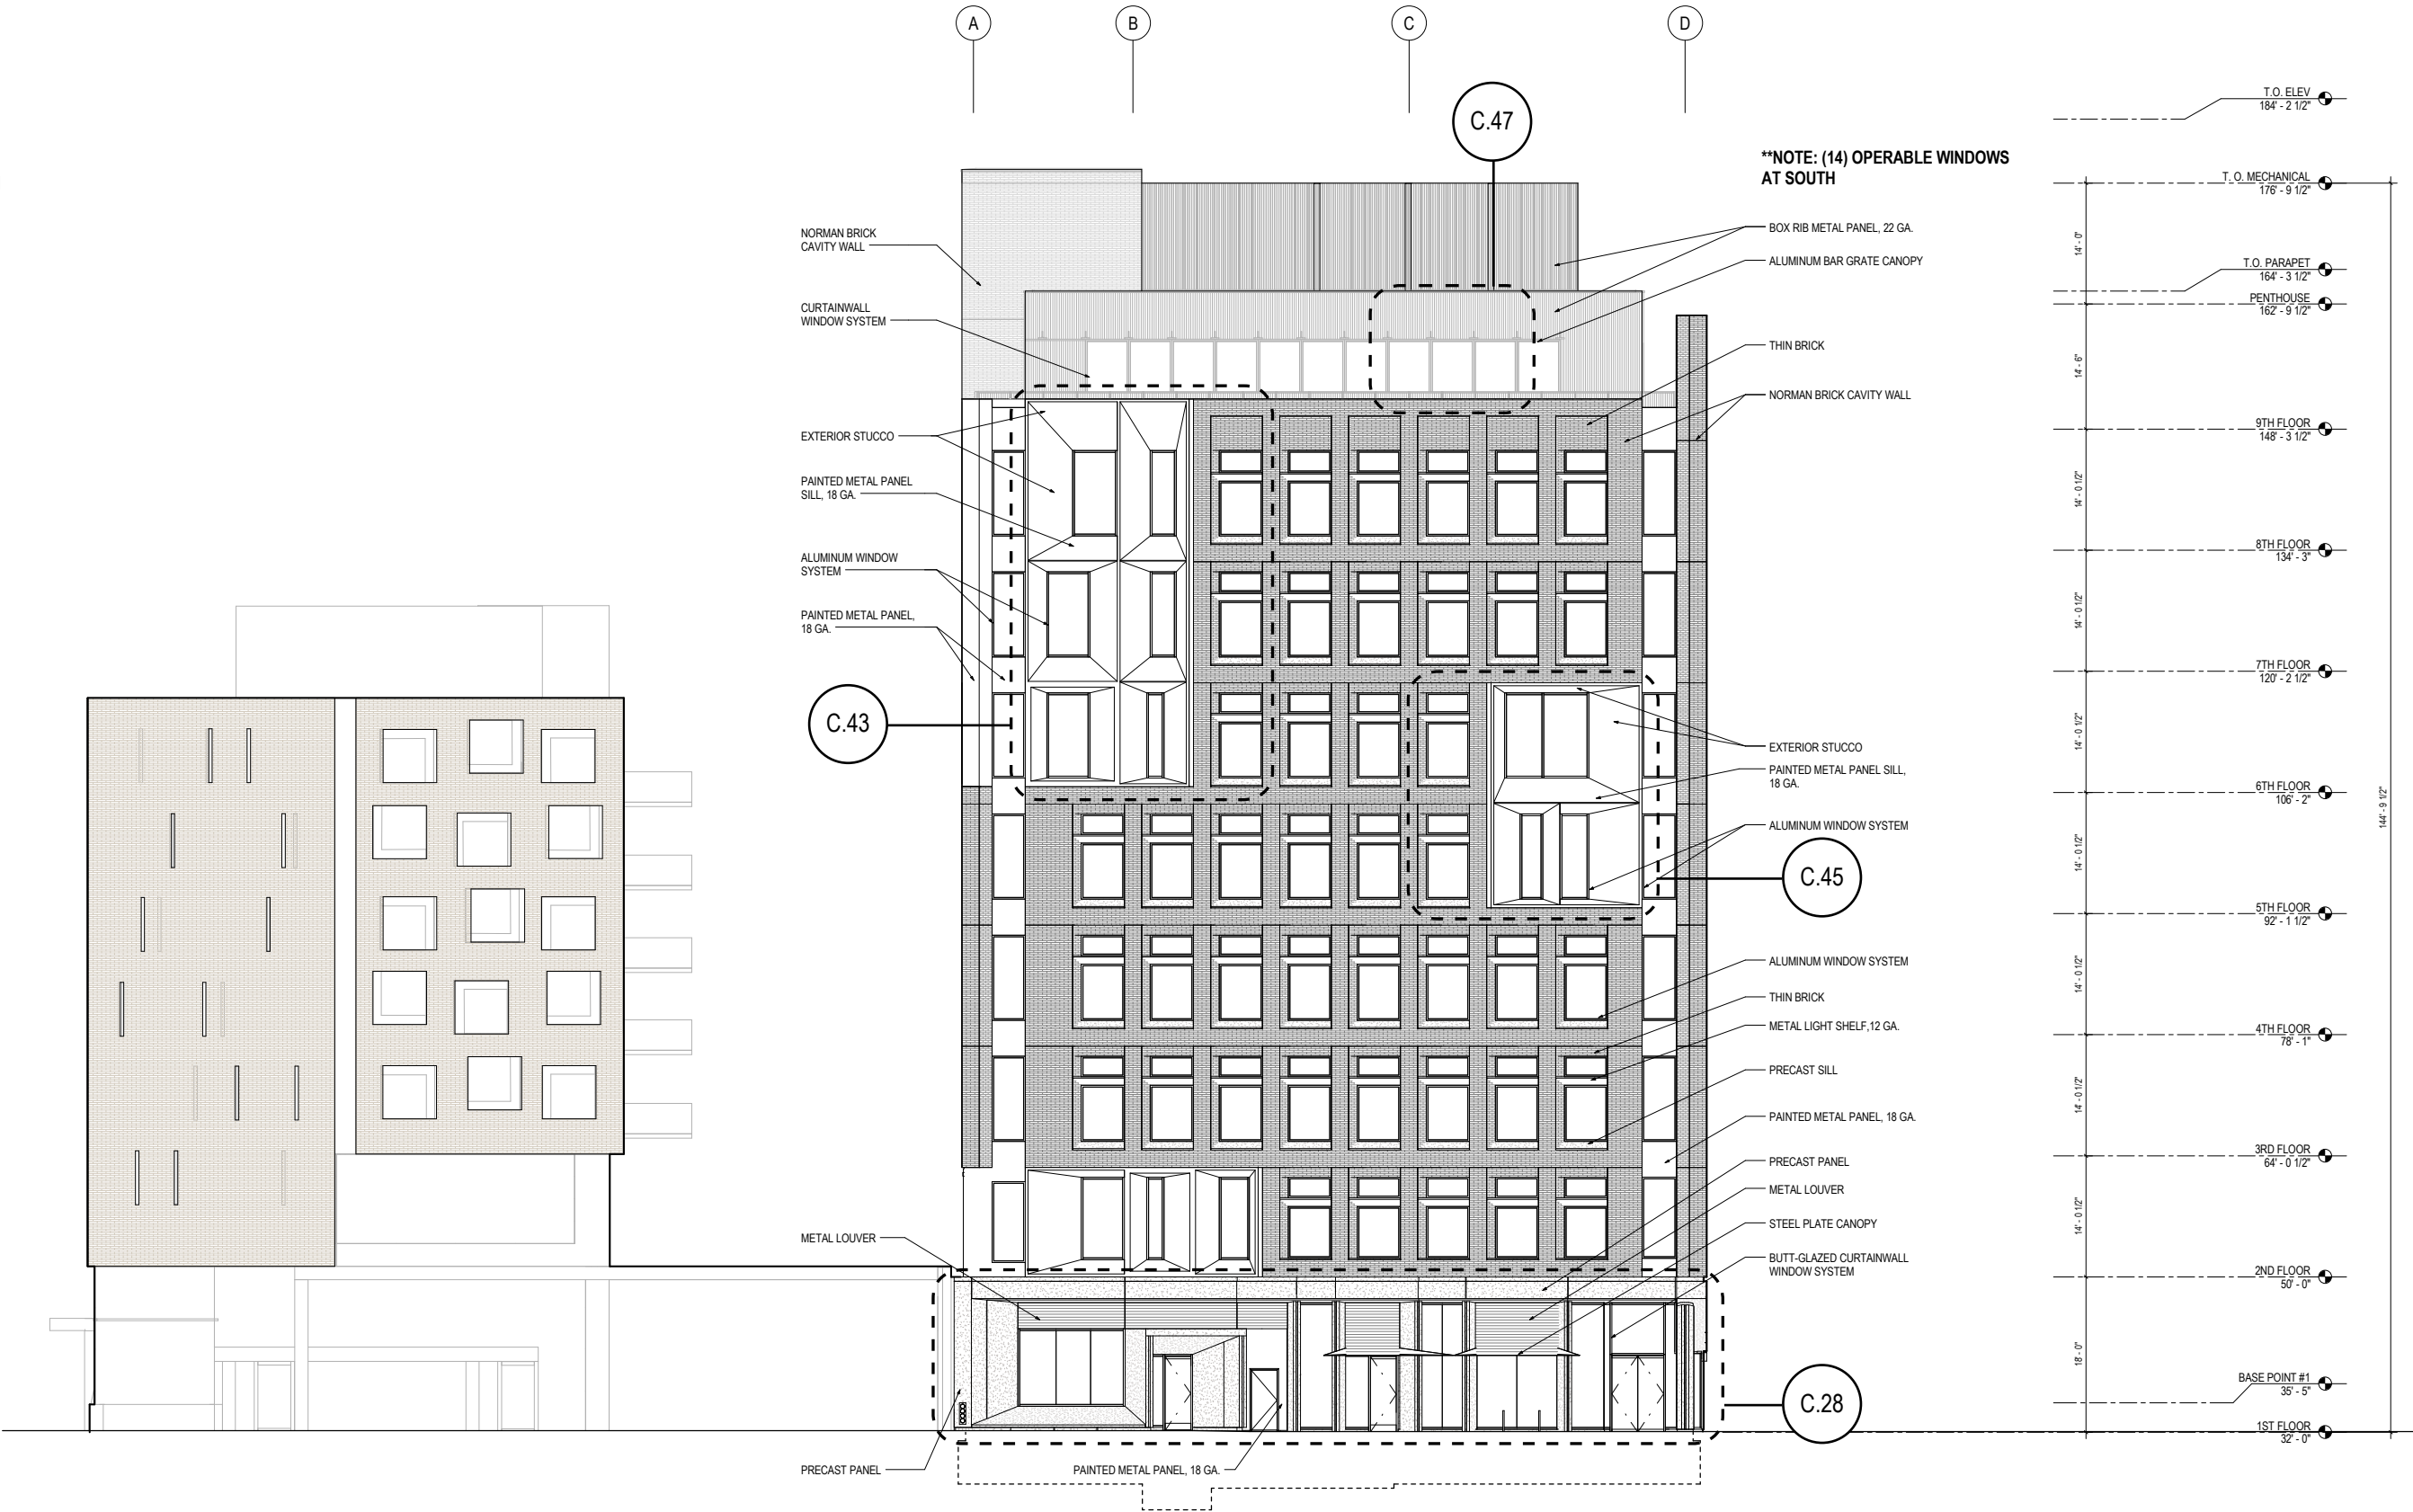 A
B
C
D
C.47
**NOTE: (14) OPERABLE WINDOWS
AT SOUTH
NORMAN BRICK
CAVITY WALL
CURTAINWALL
WINDOW SYSTEM
EXTERIOR STUCCO
PAINTED METAL PANEL
SILL, 18 GA.
ALUMINUM WINDOW
SYSTEM
PAINTED METAL PANEL,
18 GA.
C.43
METAL LOUVER
PRECAST PANEL
PAINTED METAL PANEL, 18 GA.
BOX RIB METAL PANEL, 22 GA.
ALUMINUM BAR GRATE CANOPY
THIN BRICK
NORMAN BRICK CAVITY WALL
EXTERIOR STUCCO
PAINTED METAL PANEL SILL,
18 GA.
ALUMINUM WINDOW SYSTEM
C.45
ALUMINUM WINDOW SYSTEM
THIN BRICK
METAL LIGHT SHELF,12 GA.
PRECAST SILL
PAINTED METAL PANEL, 18 GA.
PRECAST PANEL
METAL LOUVER
STEEL PLATE CANOPY
BUTT-GLAZED CURTAINWALL
WINDOW SYSTEM
C.28
T.O. ELEV
184' - 2 1/2"
T. O. MECHANICAL
176' - 9 1/2"
T.O. PARAPET
164' - 3 1/2"
PENTHOUSE
162' - 9 1/2"
9TH FLOOR
148' - 3 1/2"
8TH FLOOR
134' - 3"
7TH FLOOR
120' - 2 1/2"
6TH FLOOR
106' - 2"
5TH FLOOR
92' - 1 1/2"
4TH FLOOR
78' - 1"
3RD FLOOR
64' - 0 1/2"
2ND FLOOR
50' - 0"
BASE POINT #1
35' - 5"
1ST FLOOR
32' - 0"
14' - 0"
14' - 6"
14' - 0 1/2"
14' - 0 1/2"
14' - 0 1/2"
14' - 0 1/2"
14' - 0 1/2"
14' - 0 1/2"
14' - 0 1/2"
18' - 0"
144' - 9 1/2"